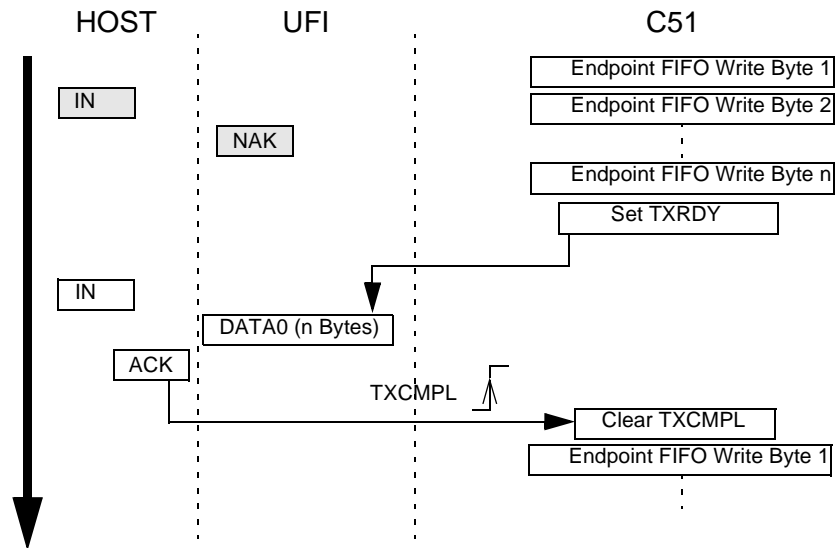 HOST UFI C51
Endpoint FIFO Write Byte 1
IN
Endpoint FIFO Write Byte 2
NAK
Endpoint FIFO Write Byte n
Set TXRDY
IN
DATA0 (n Bytes)
ACK
TXCMPL
Clear TXCMPL
Endpoint FIFO Write Byte 1